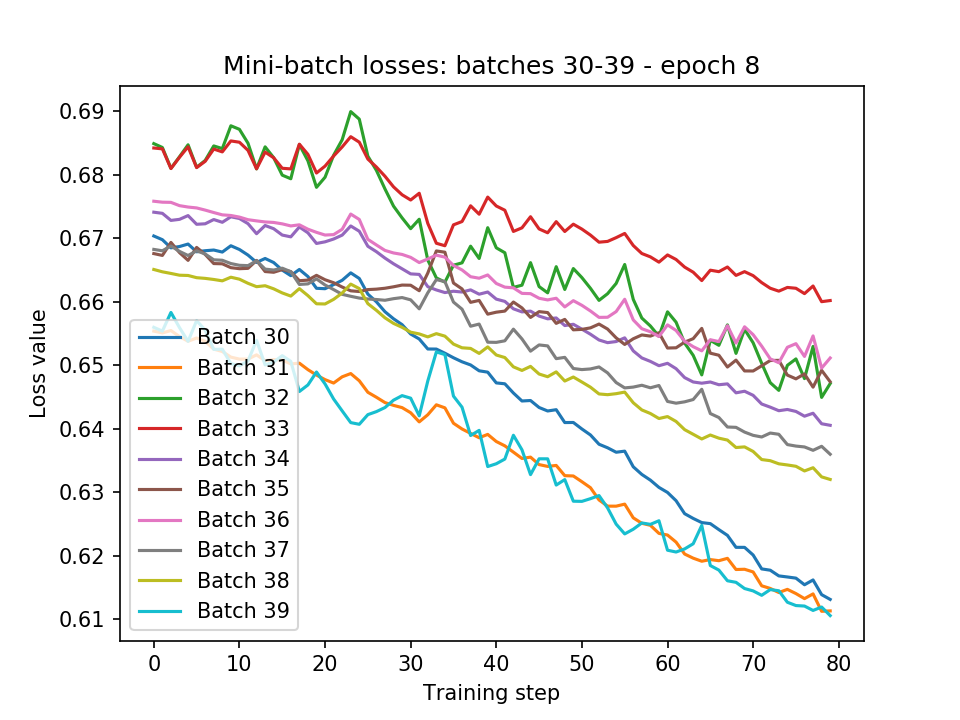 Mini-batch losses: batches 30-39 - epoch 8
0.69
0.68
0.67
0.66
0.65
0.64
0.63
0.62
0.61
Loss value
Batch 30
Batch 31
Batch 32
Batch 33
Batch 34
Batch 35
Batch 36
Batch 37
Batch 38
Batch 39
0 10 20 30 40 50 60 70 80
Training step